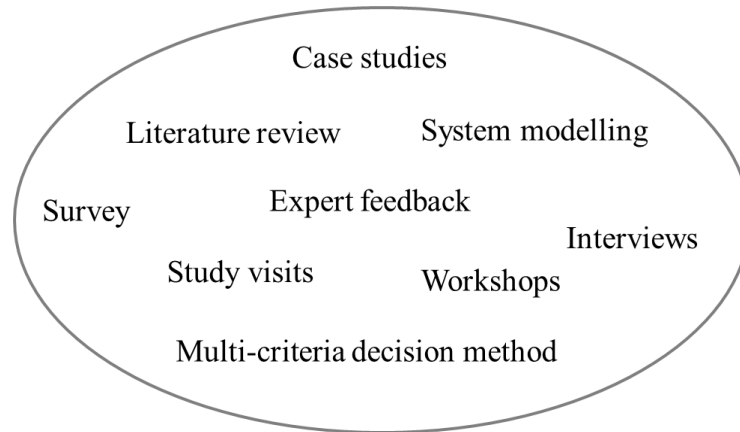 Case studies
Literature review
System modelling
Survey
Expert feedback
Interviews
Study visits
Workshops
Multi-criteria decision method